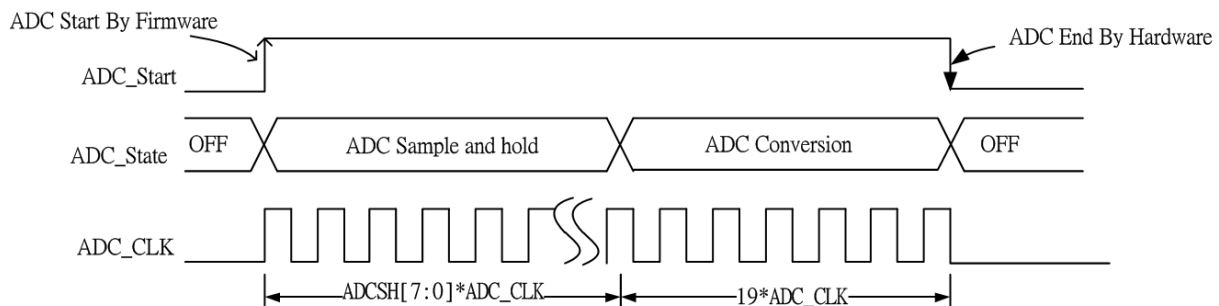 ADC Start By Firmware
ADC End By Hardware
ADC_Start
ADC_State
OFF
ADC Sample and hold
ADC Conversion
OFF
ADC_CLK
ADCSH[7:0]*ADC_CLK
19*ADC_CLK